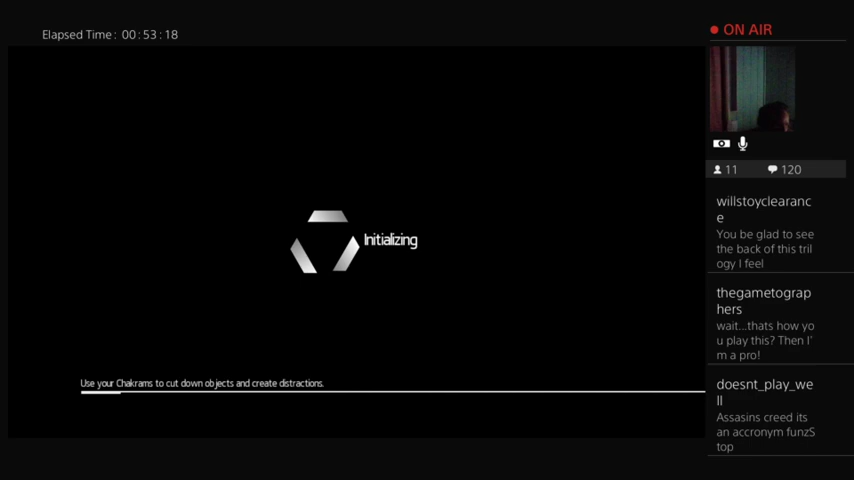 Elapsed Time: 00:53:18
ON AIR
11 120
willstoyclearanc
e
You be glad to see
the back of this tril
ogy I feel
Initializing
thegametograp
hers
wait...thats how yo
u play this? Then I'
m a pro!
Use your Chakrams to cut down objects and create distractions.
doesnt_play_we
ll
Assasins creed its
an accronym funzS
top